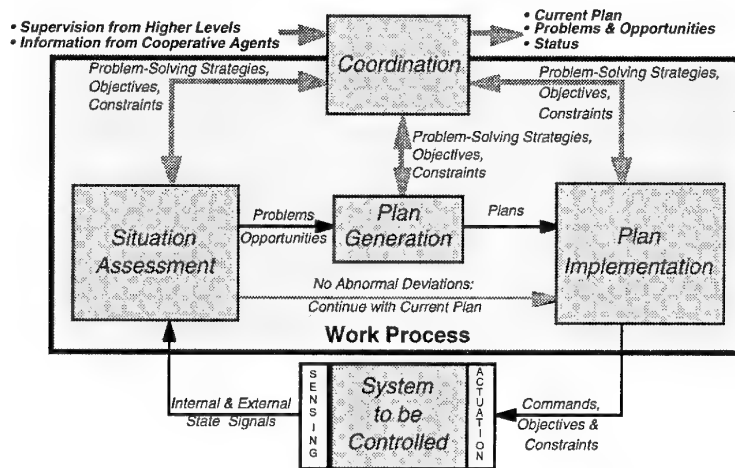 • Supervision from Higher Levels
• Information from Cooperative Agents
Coordination
• Current Plan
• Problems & Opportunities
• Status
Problem-Solving Strategies,
Objectives,
Constraints
Problem-Solving Strategies,
Objectives,
Constraints
Problem-Solving Strategies,
Objectives,
Constraints
Situation
Assessment
Problems
Opportunities
Plan
Generation
Plans
Plan
Implementation
No Abnormal Deviations:
Continue with Current Plan
Work Process
Internal & External
State Signals
SENSING
System
to be
Controlled
ACTUATION
Commands,
Objectives &
Constraints